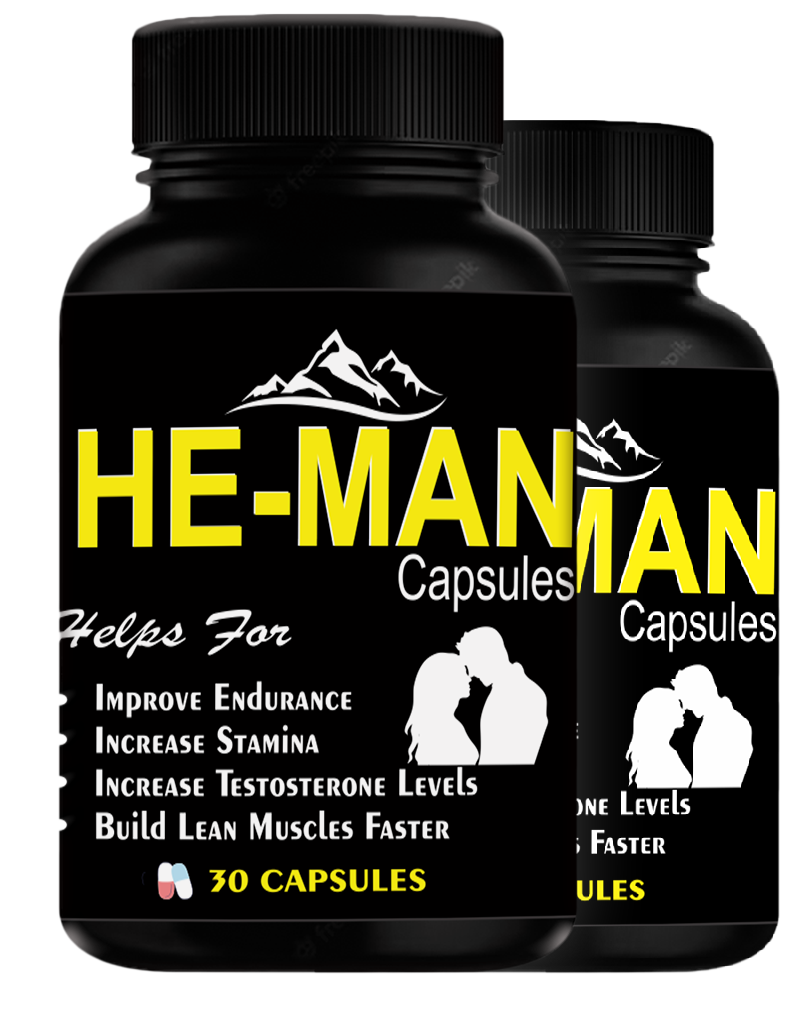 HE-MAN
Capsules
Helps For
• Improve Endurance
• Increase Stamina
• Increase Testosterone Levels
• Build Lean Muscles Faster
30 CAPSULES
MAN
Capsules
E
one Levels
s Faster
ULES